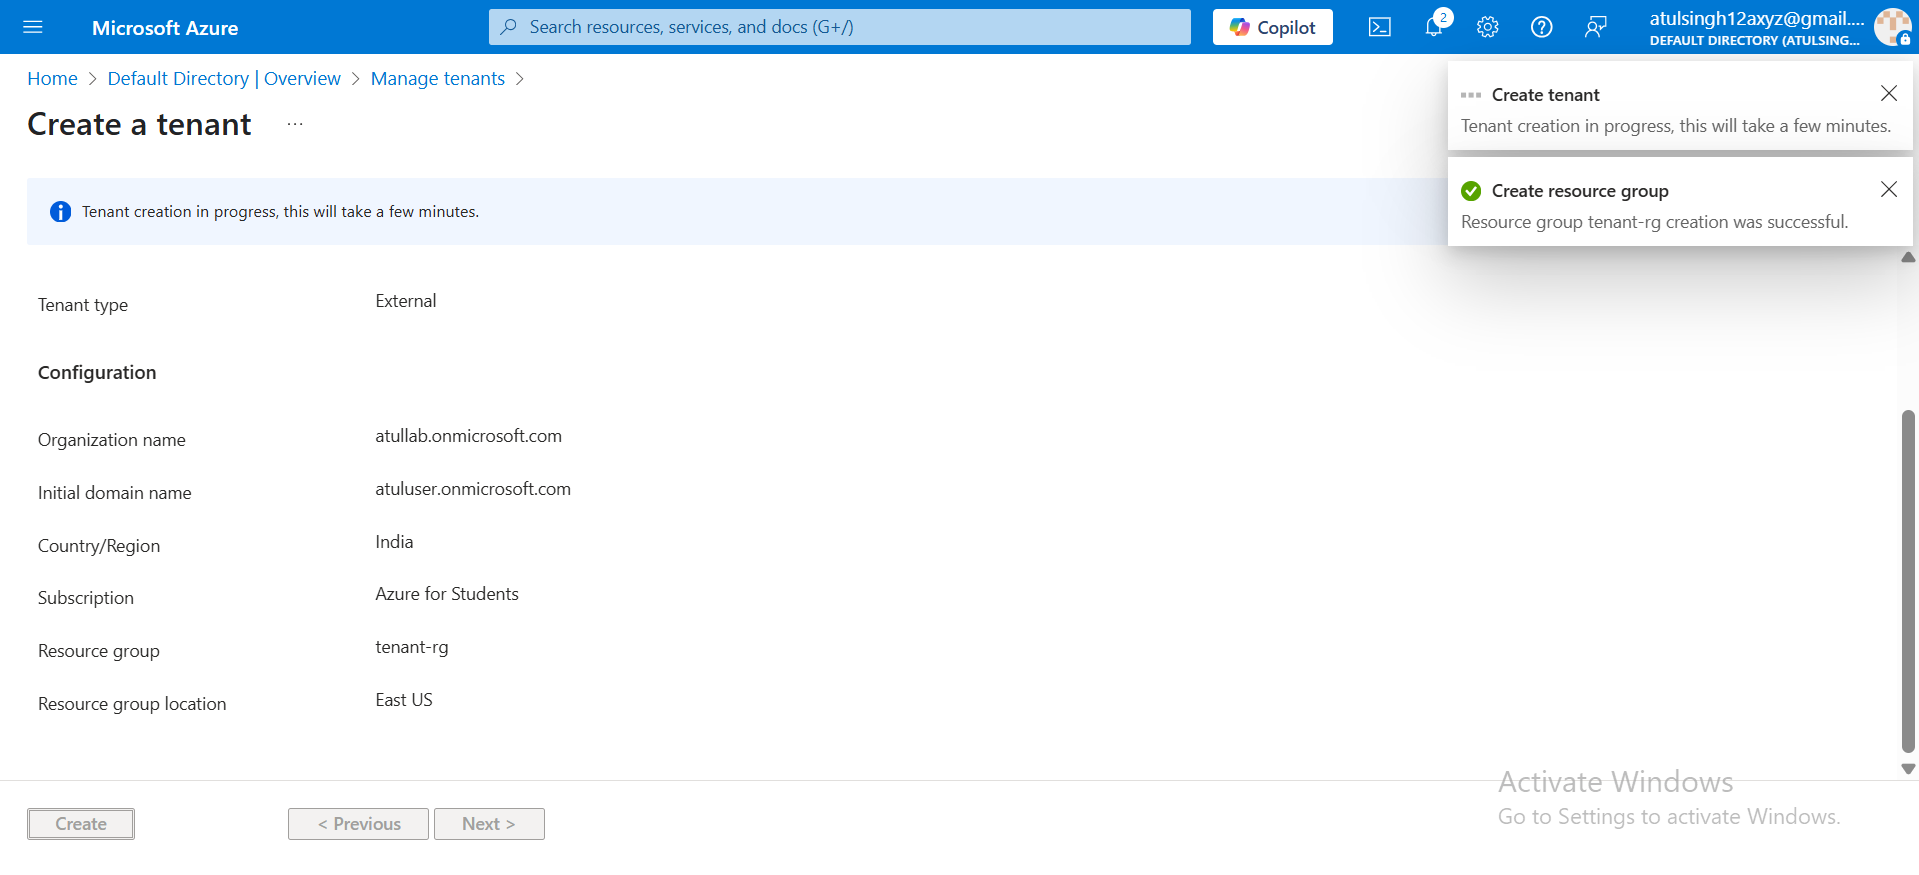 Microsoft Azure
Search resources, services, and docs (G+/)
Copilot
2
atulsingh12axyz@gmail....
DEFAULT DIRECTORY (ATULSING...
Home > Default Directory | Overview > Manage tenants >
Create a tenant ...
Create tenant
Tenant creation in progress, this will take a few minutes.
Create resource group
Resource group tenant-rg creation was successful.
Tenant creation in progress, this will take a few minutes.
Tenant type External
Configuration
Organization name atullab.onmicrosoft.com
Initial domain name atuluser.onmicrosoft.com
Country/Region India
Subscription Azure for Students
Resource group tenant-rg
Resource group location East US
Activate Windows
Go to Settings to activate Windows.
Create < Previous Next >